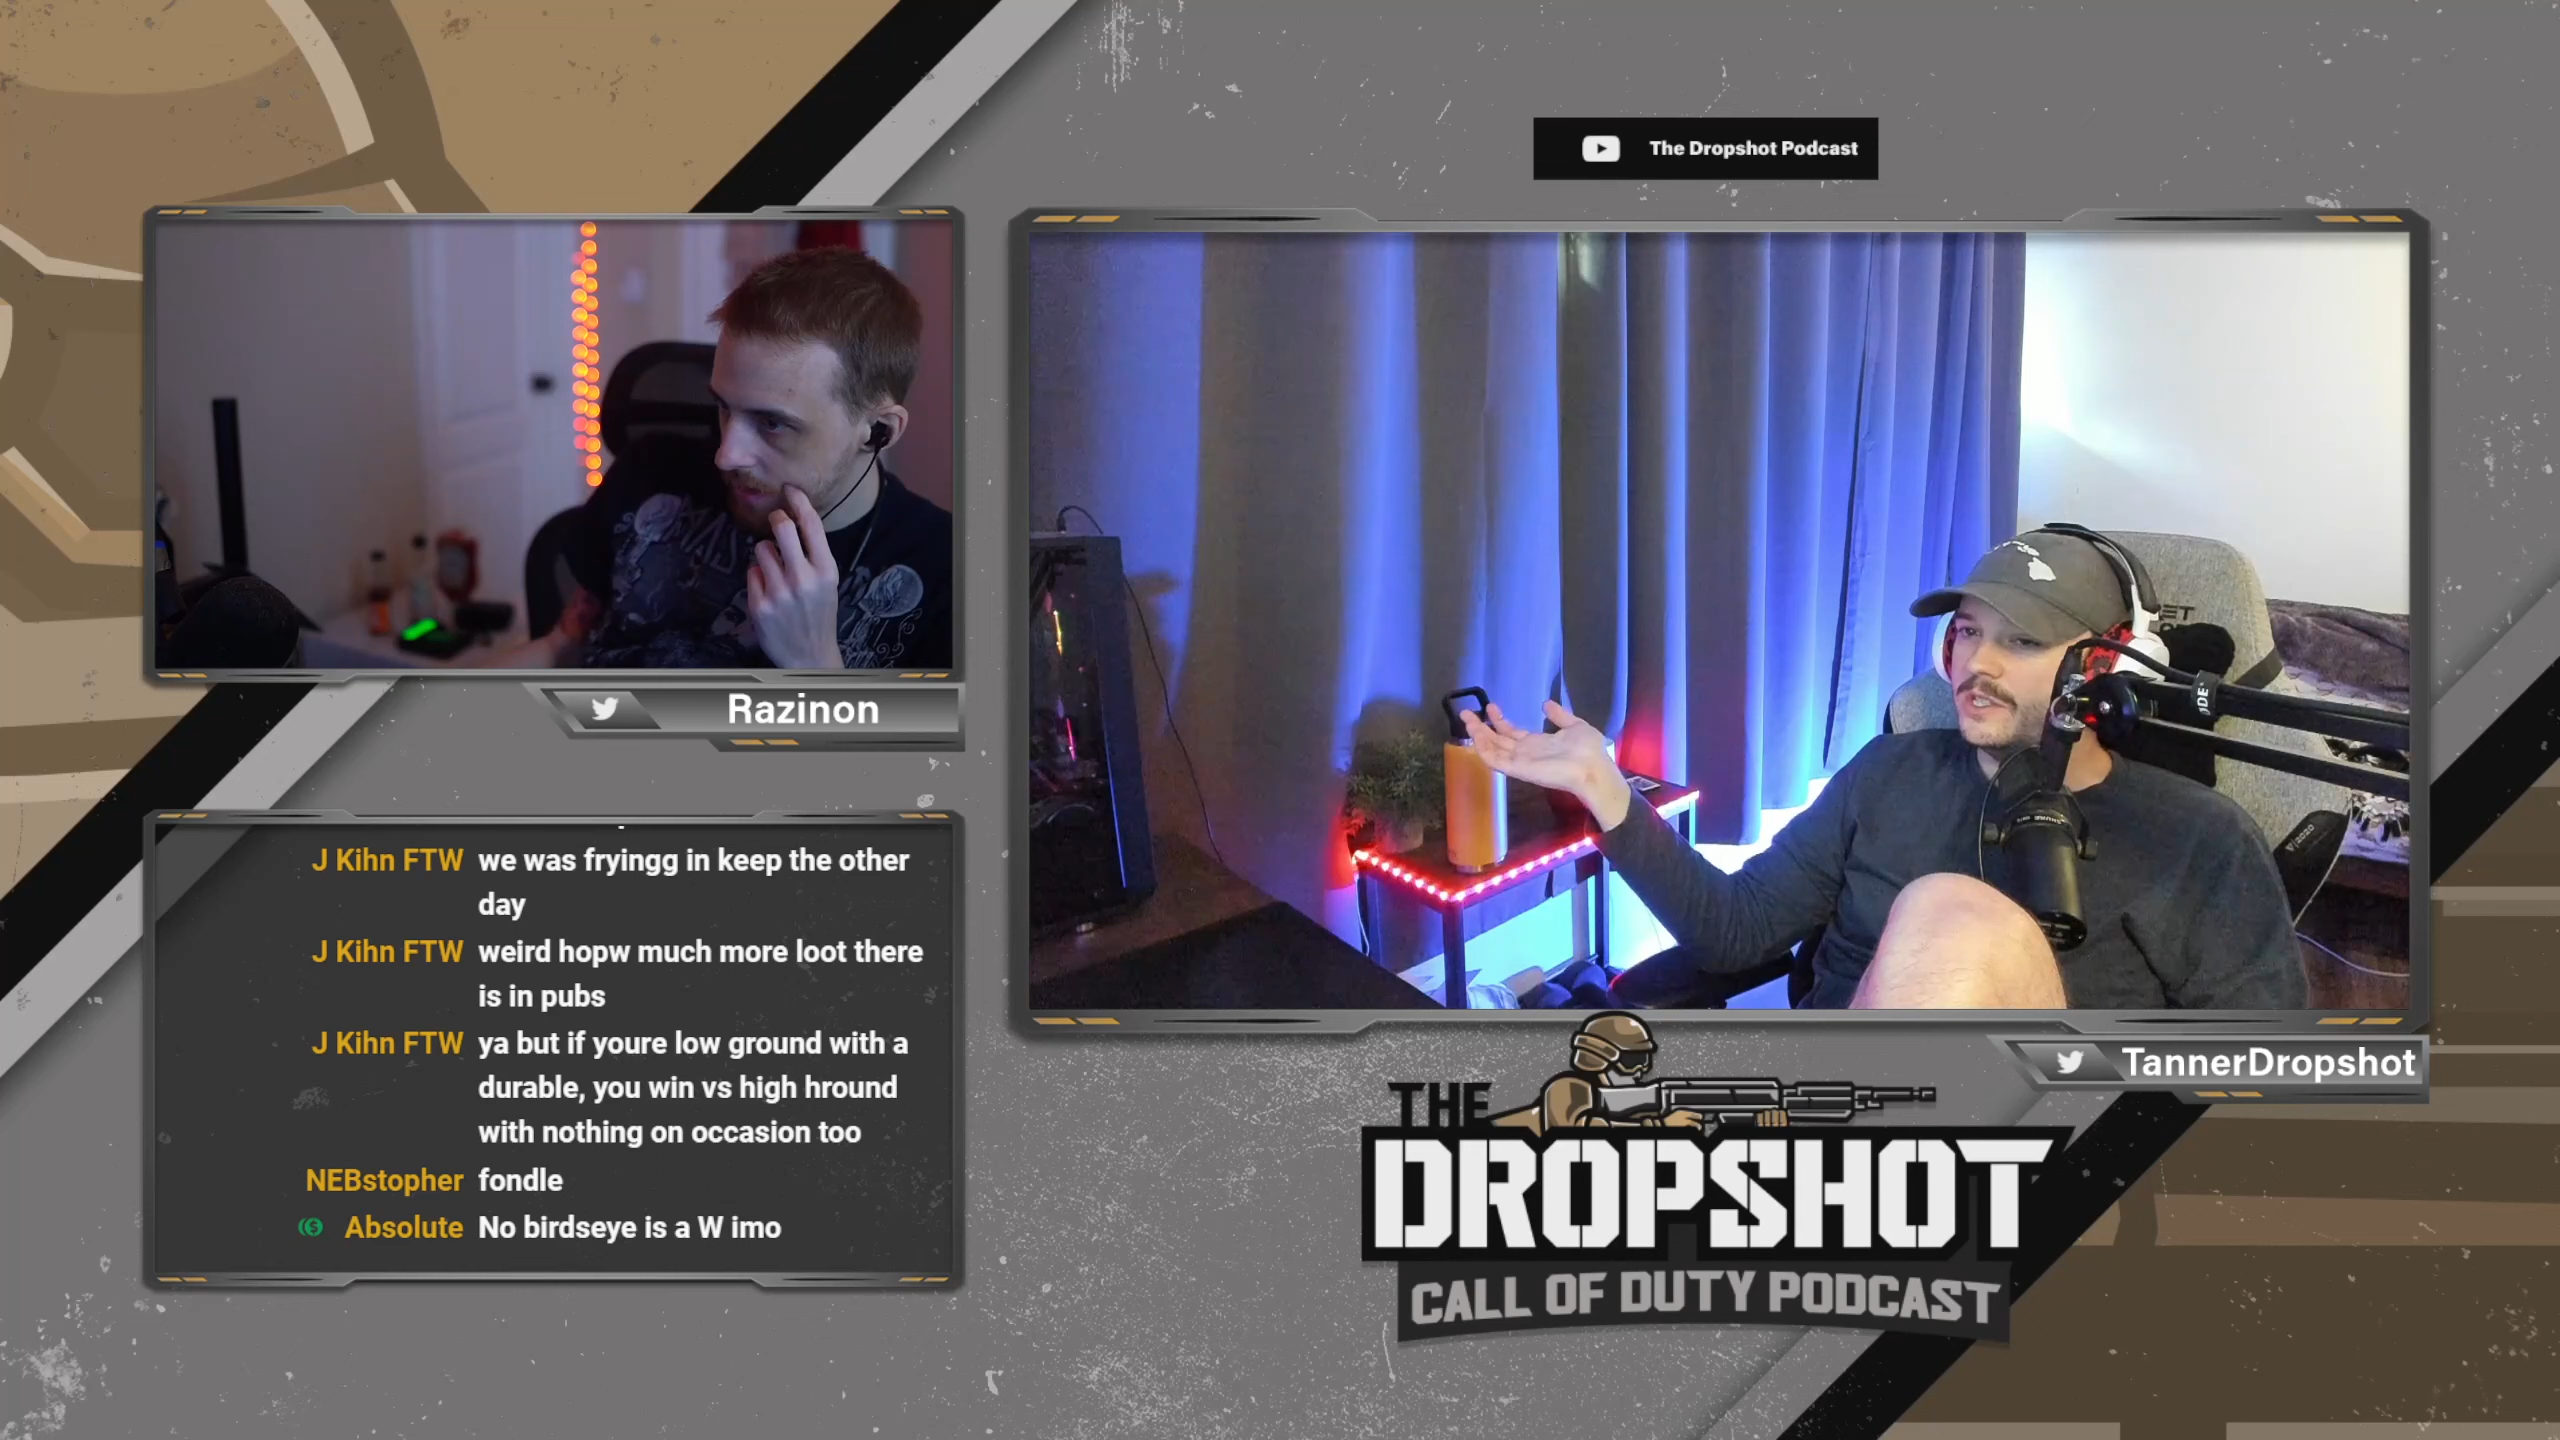 The Dropshot Podcast
Razinon
J Kihn FTW we was fryingg in keep the other
day
J Kihn FTW weird hopw much more loot there
is in pubs
J Kihn FTW ya but if youre low ground with a
durable, you win vs high hround
with nothing on occasion too
NEBstopher fondle
Absolute No birdseye is a W imo
TannerDropshot
THE
DROPSHOT
CALL OF DUTY PODCAST